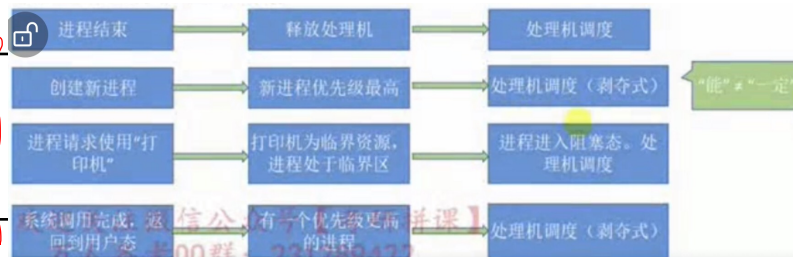 进程结束
释放处理机
处理机调度
创建新进程
新进程优先级最高
处理机调度（剥夺式）
"能"≠"一定"
进程请求使用"打
印机"
打印机为临界资源，
进程处于临界区
进程进入阻塞态。处
理机调度
系统调用完成，返
回到用户态
有一个优先级更高
的进程
处理机调度（剥夺式）